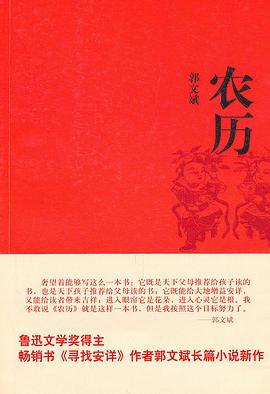 农历
郭文斌
奢望着能够写这么一本书:它既是天下父母推荐给孩子读的
书,也是天下孩子推荐给父母读的书;它既能给大地增益安详,
又能给读者带来吉祥;进入眼帘它是花朵,进入心灵它是根。我
不敢说《农历》就是这样一本书,但是我按照这个目标努力了。
——郭文斌
鲁迅文学奖得主
畅销书《寻找安详》作者郭文斌长篇小说新作